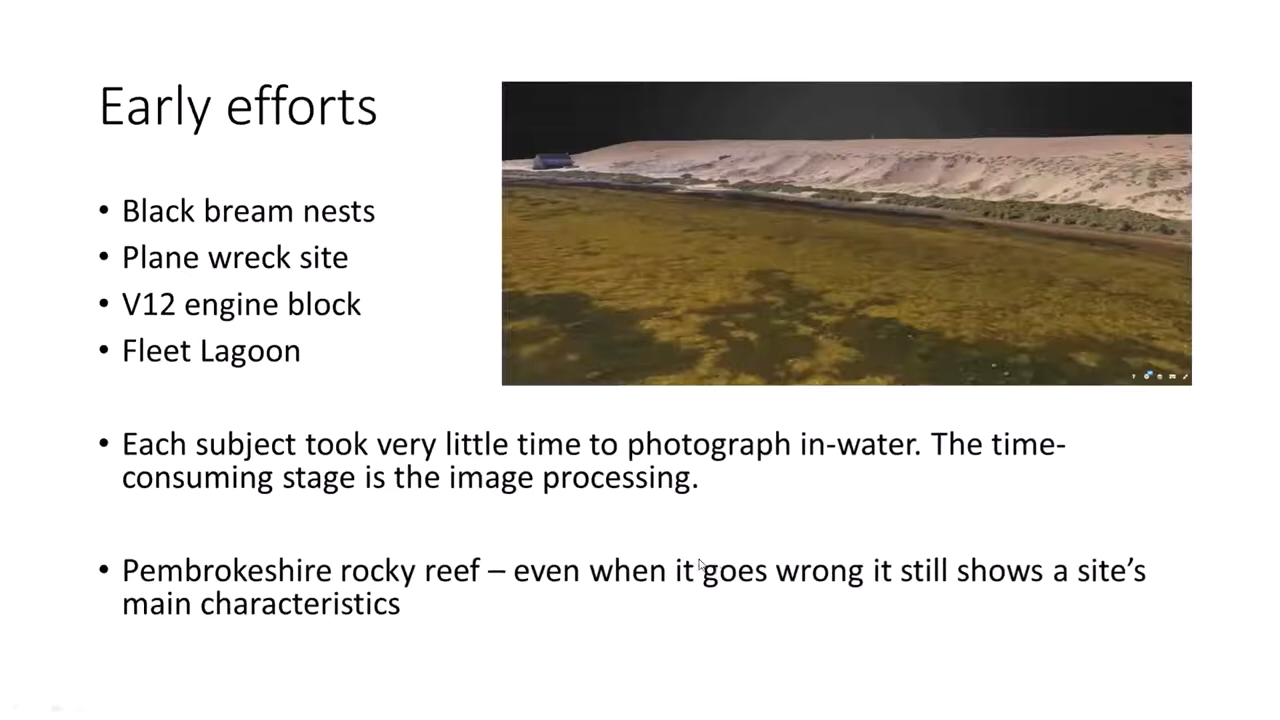 Early efforts
• Black bream nests
• Plane wreck site
• V12 engine block
• Fleet Lagoon
• Each subject took very little time to photograph in-water. The time-
consuming stage is the image processing.
• Pembrokeshire rocky reef – even when it goes wrong it still shows a site’s
main characteristics